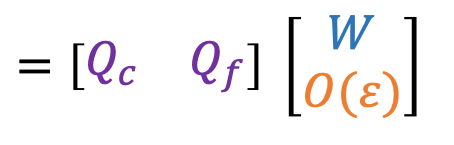 = [Q_c Q_f] [W
O(ε)]